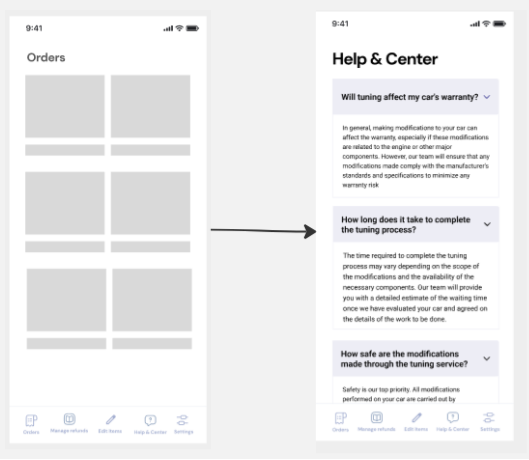 9:41
Orders
Orders
Manage refunds
Edit items
Help & Center
Settings
9:41
Help & Center
Will tuning affect my car's warranty?
In general, making modifications to your car can
affect the warranty, especially if these modifications
are related to the engine or other major
components. However, our team will ensure that any
modifications made comply with the manufacturer's
standards and specifications to minimize any
warranty risk
How long does it take to complete
the tuning process?
The time required to complete the tuning
process may vary depending on the scope of
the modifications and the availability of the
necessary components. Our team will provide
you with a detailed estimate of the waiting time
once we have evaluated your car and agreed on
the details of the work to be done.
How safe are the modifications
made through the tuning service?
Safety is our top priority. All modifications
performed on your car are carried out by
Orders
Manage refunds
Edit items
Help & Center
Settings